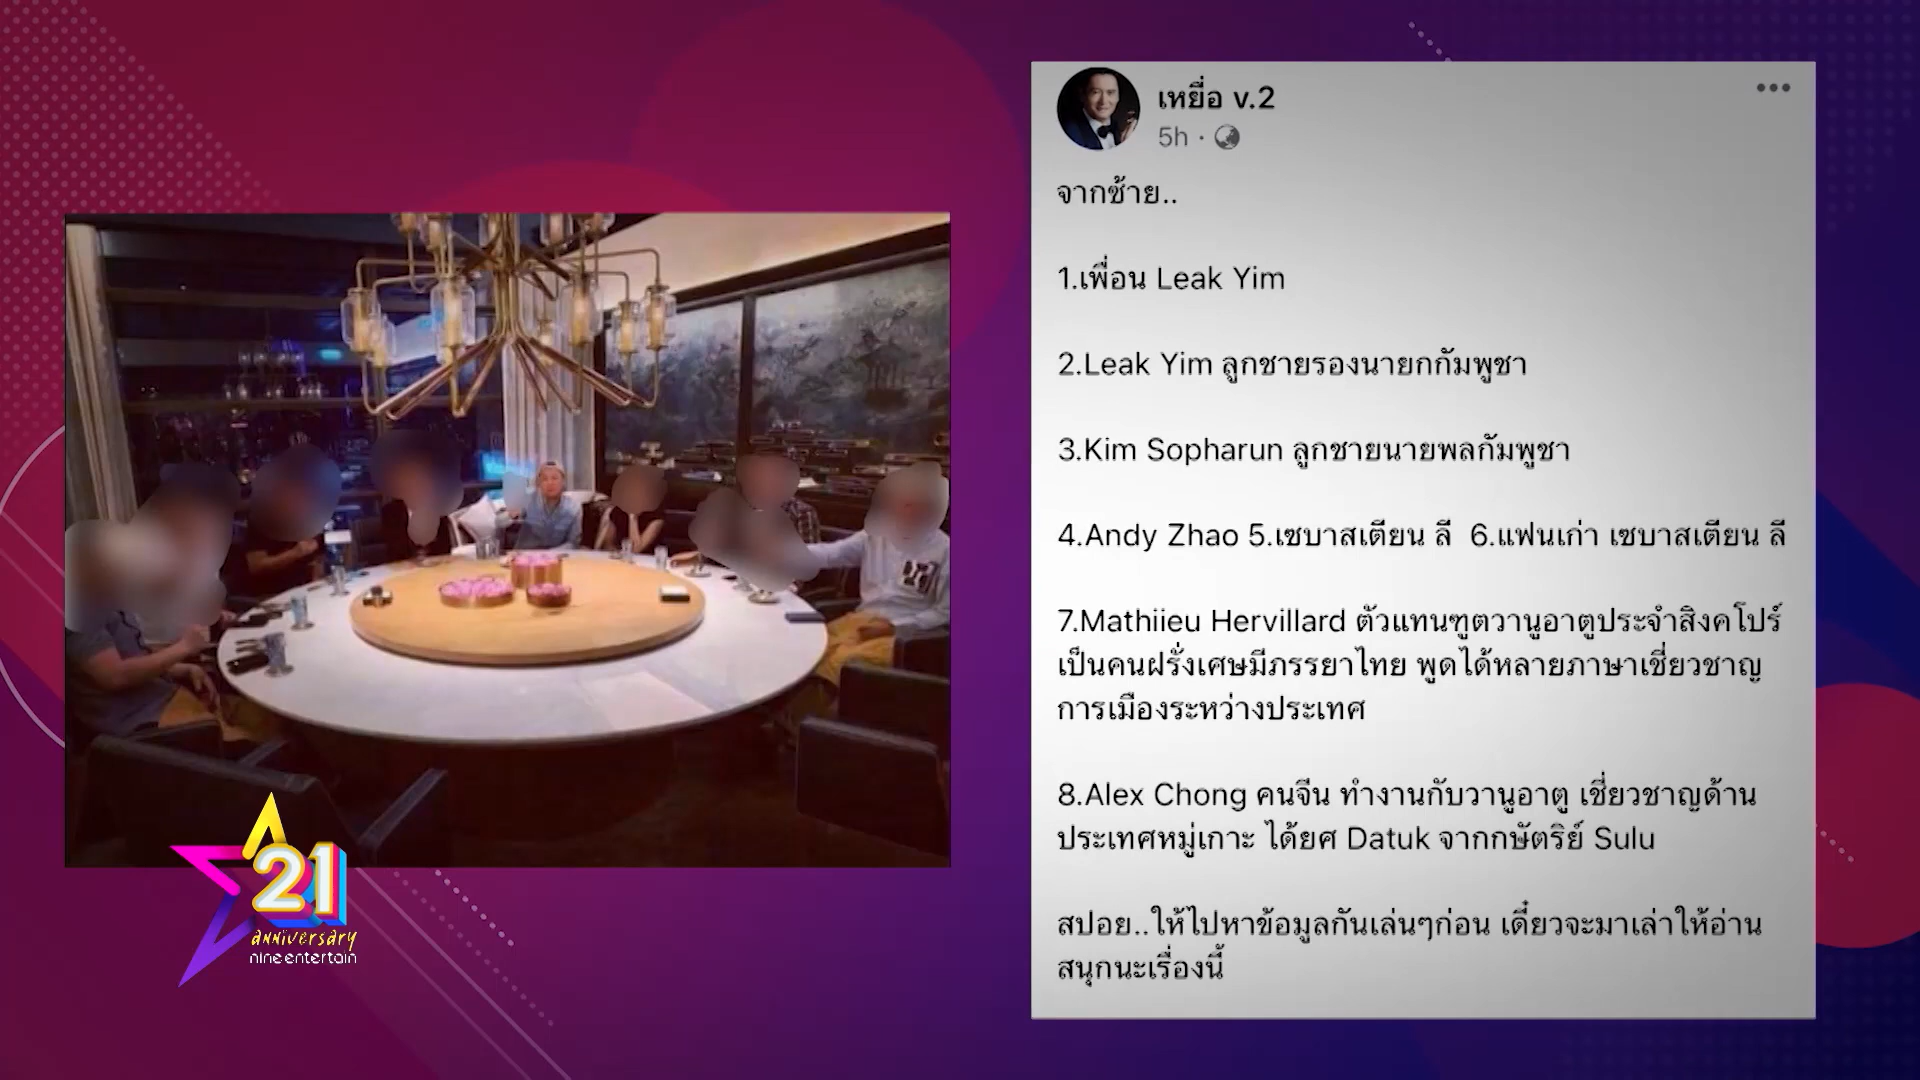 เหยื่อ v.2
5h
จากซ้าย..
1.เพื่อน Leak Yim
2.Leak Yim ลูกชายรองนายกกัมพูชา
3.Kim Sopharun ลูกชายนายพลกัมพูชา
4.Andy Zhao 5.เซบาสเตียน ลี  6.แฟนเก่า เซบาสเตียน ลี
7.Mathiieu Hervillard ตัวแทนฑูตวานูอาตูประจำสิงคโปร์
เป็นคนฝรั่งเศษมีภรรยาไทย พูดได้หลายภาษาเชี่ยวชาญ
การเมืองระหว่างประเทศ
8.Alex Chong คนจีน ทำงานกับวานูอาตู เชี่ยวชาญด้าน
ประเทศหมู่เกาะ ได้ยศ Datuk จากกษัตริย์ Sulu
สปอย..ให้ไปหาข้อมูลกันเล่นๆก่อน เดี๋ยวจะมาเล่าให้อ่าน
สนุกนะเรื่องนี้
21
anniversary
nineentertain